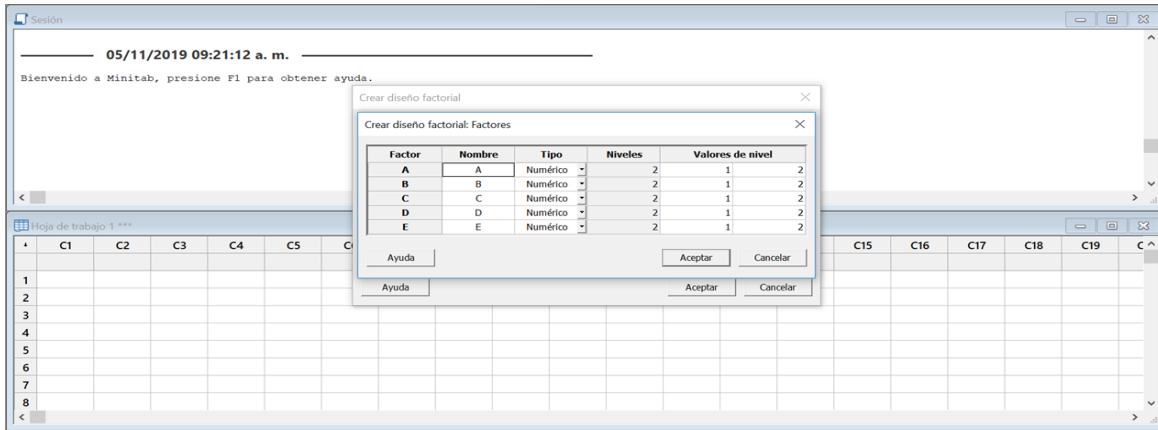 Sesión
05/11/2019 09:21:12 a. m.
Bienvenido a Minitab, presione F1 para obtener ayuda.
Crear diseño factorial
Crear diseño factorial: Factores
Factor Nombre Tipo Niveles Valores de nivel
A A Numérico 2 1 2
B B Numérico 2 1 2
C C Numérico 2 1 2
D D Numérico 2 1 2
E E Numérico 2 1 2
Ayuda Aceptar Cancelar
Ayuda Aceptar Cancelar
Hoja de trabajo 1 ***
C1 C2 C3 C4 C5 C15 C16 C17 C18 C19
1
2
3
4
5
6
7
8